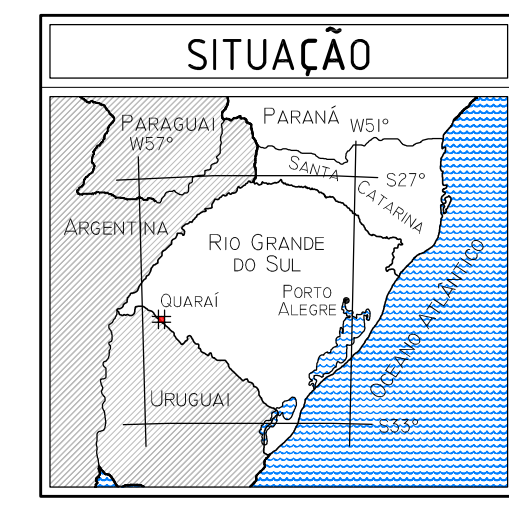 SITUAÇÃO
PARAGUAI
PARANÁ
W51°
W57°
SANTA
CATARINA
S27°
ARGENTINA
RIO GRANDE
DO SUL
OCEANO ATLÂNTICO
QUARAÍ
PORTO
ALEGRE
URUGUAI
S33°